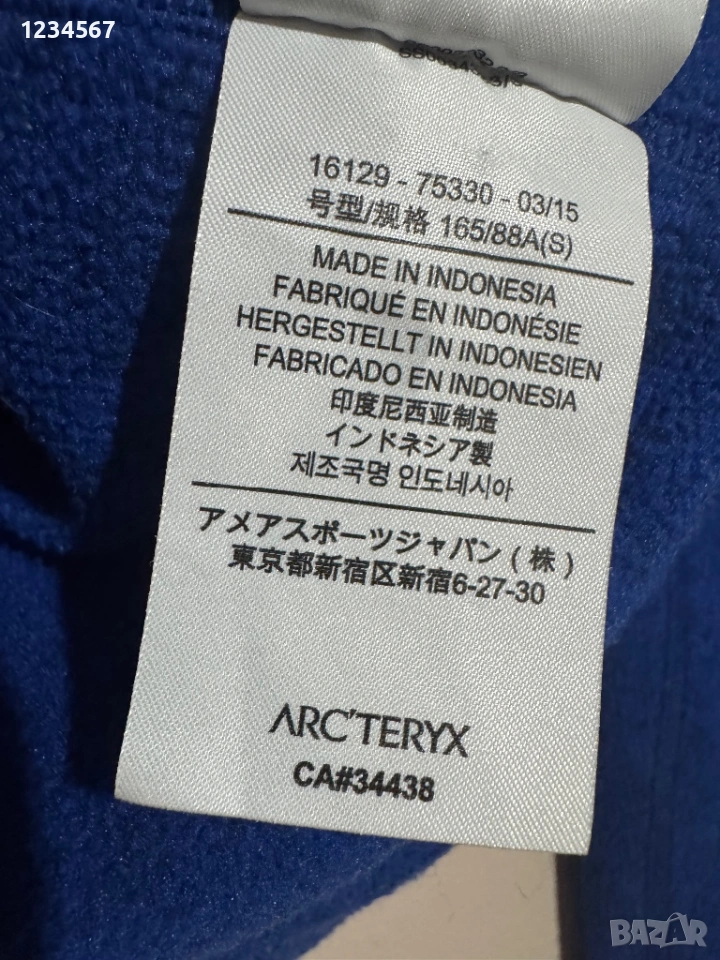 1234567
16129 - 75330 - 03/15
号型/规格 165/88A(S)
MADE IN INDONESIA
FABRIQUÉ EN INDONÉSIE
HERGESTELLT IN INDONESIEN
FABRICADO EN INDONESIA
印度尼西亚制造
インドネシア製
제조국명 인도네시아
アメアスポーツジャパン(株)
東京都新宿区新宿6-27-30
ARC'TERYX
CA#34438
BAZAR